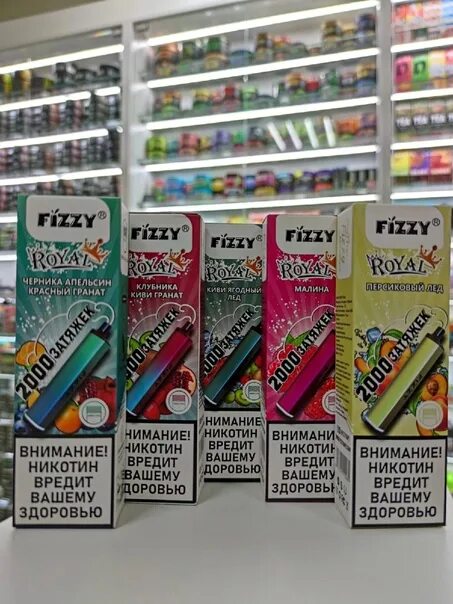 FIZZY®
ROYAL
ЧЕРНИКА АПЕЛЬСИН
КРАСНЫЙ ГРАНАТ
2000 ЗАТЯЖЕК
ВНИМАНИЕ!
НИКОТИН
ВРЕДИТ
ВАШЕМУ
ЗДОРОВЬЮ
FIZZY®
ROYAL
КЛУБНИКА
КИВИ ГРАНАТ
2000 ЗАТЯЖЕК
ВНИМАНИЕ!
НИКОТИН
ВРЕДИТ
ВАШЕМУ
ЗДОРОВЬЮ
FIZZY
ROYAL
КИВИ ЯГОДНЫЙ
ЛЕД
2000 ЗАТЯЖЕК
ВНИМАНИЕ!
НИКОТИН
ВРЕДИТ
ВАШЕМУ
ЗДОРОВЬЮ
FIZZY®
ROYAL
МАЛИНА
2000 ЗАТЯЖЕК
ВНИМАНИЕ!
НИКОТИН
ВРЕДИТ
ВАШЕМУ
ЗДОРОВЬЮ
FIZZY®
ROYAL
ПЕРСИКОВЫЙ ЛЕД
2000 ЗАТЯЖЕК
ВНИМАНИЕ!
НИКОТИН
ВРЕДИТ
ВАШЕМУ
ЗДОРОВЬЮ